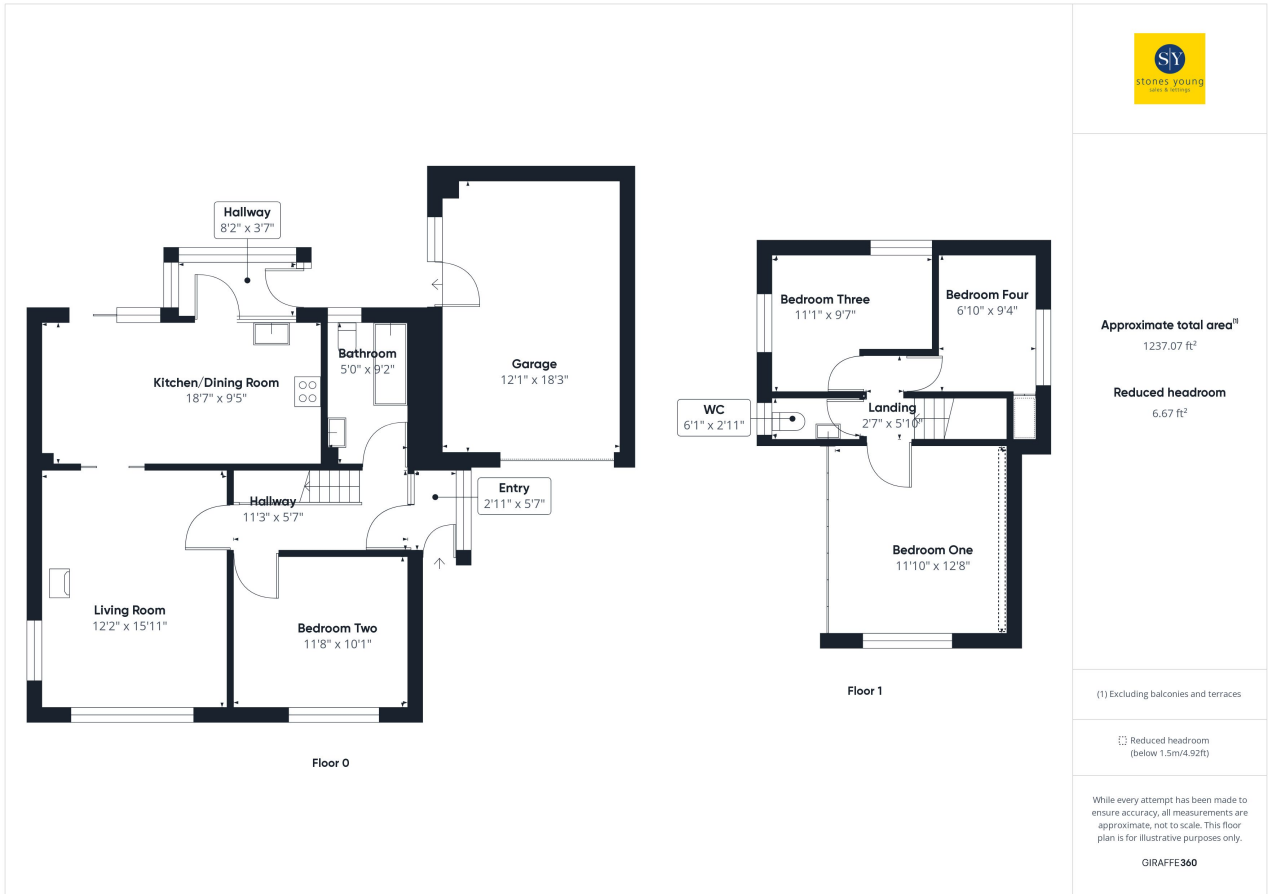 Hallway
8'2" x 3'7"
Kitchen/Dining Room
18'7" x 9'5"
Bathroom
5'0" x 9'2"
Garage
12'1" x 18'3"
Hallway
11'3" x 5'7"
Entry
2'11" x 5'7"
Living Room
12'2" x 15'11"
Bedroom Two
11'8" x 10'1"
Floor 0
Bedroom Three
11'1" x 9'7"
Bedroom Four
6'10" x 9'4"
WC
6'1" x 2'11"
Landing
2'7" x 5'10"
Bedroom One
11'10" x 12'8"
Floor 1
S|Y
stones young
sales & lettings
Approximate total area(1)
1237.07 ft²
Reduced headroom
6.67 ft²
(1) Excluding balconies and terraces
Reduced headroom
(below 1.5m/4.92ft)
While every attempt has been made to
ensure accuracy, all measurements are
approximate, not to scale. This floor
plan is for illustrative purposes only.
GIRAFFE360